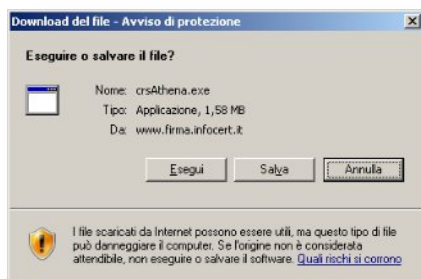 Download del file - Avviso di protezione
Eseguire o salvare il file?
Nome: crsAthena.exe
Tipo: Applicazione, 1,58 MB
Da: www.firma.infocert.it
Esegui
Salva
Annulla
I file scaricati da Internet possono essere utili, ma questo tipo di file
può danneggiare il computer. Se l'origine non è considerata
attendibile, non eseguire o salvare il software. Quali rischi si corrono